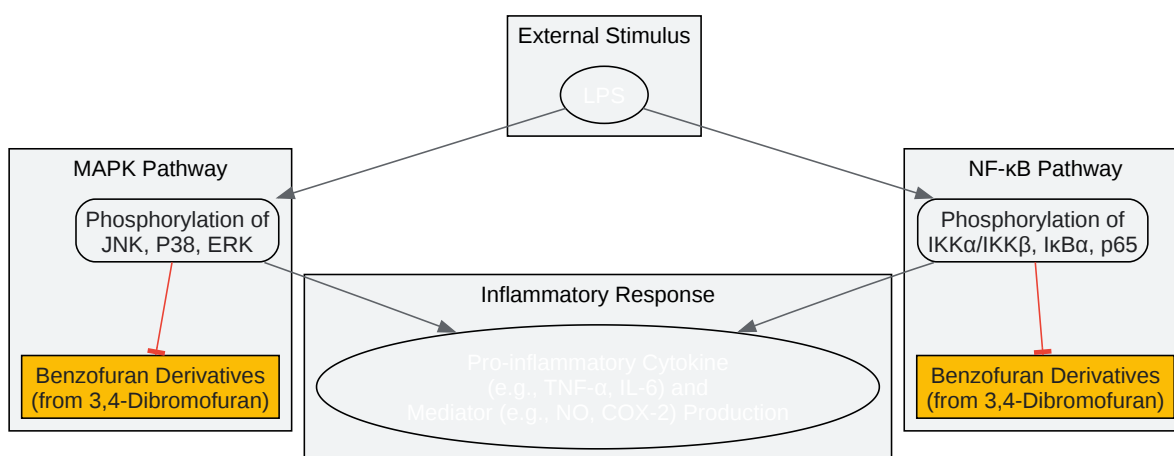 External Stimulus
LPS
MAPK Pathway
Phosphorylation of
JNK, P38, ERK
Benzofuran Derivatives
(from 3,4-Dibromofuran)
NF-κB Pathway
Phosphorylation of
IKKα/IKKβ, IκBα, p65
Benzofuran Derivatives
(from 3,4-Dibromofuran)
Inflammatory Response
Pro-inflammatory Cytokine
(e.g., TNF-α, IL-6) and
Mediator (e.g., NO, COX-2) Production